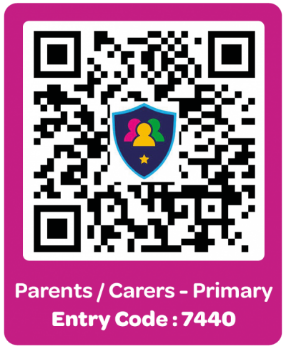 Parents / Carers - Primary
Entry Code : 7440